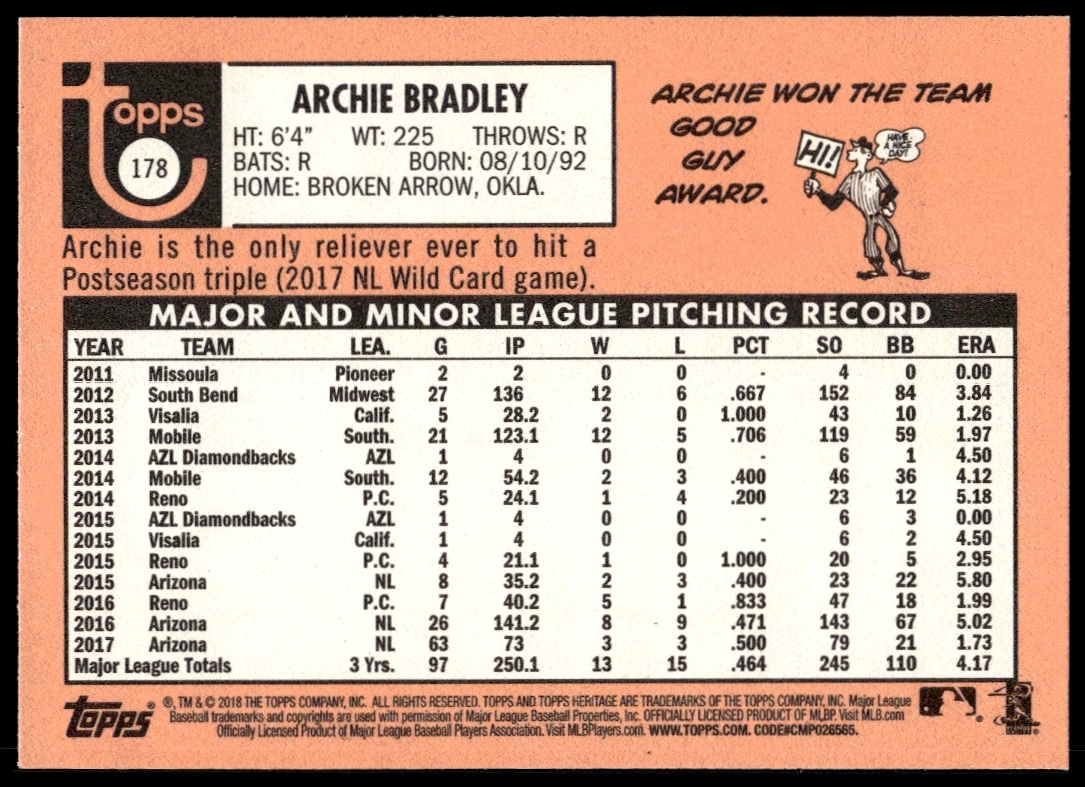 topps
178
ARCHIE BRADLEY
HT: 6'4" WT: 225 THROWS: R
BATS: R BORN: 08/10/92
HOME: BROKEN ARROW, OKLA.
ARCHIE WON THE TEAM
GOOD
GUY
AWARD.
HI!
HAVE
A NICE
DAY!
Archie is the only reliever ever to hit a
Postseason triple (2017 NL Wild Card game).
MAJOR AND MINOR LEAGUE PITCHING RECORD
YEAR TEAM LEA. G IP W L PCT SO BB ERA
2011 Missoula Pioneer 2 2 0 0 - 4 0 0.00
2012 South Bend Midwest 27 136 12 6 .667 152 84 3.84
2013 Visalia Calif. 5 28.2 2 0 1.000 43 10 1.26
2013 Mobile South. 21 123.1 12 5 .706 119 59 1.97
2014 AZL Diamondbacks AZL 1 4 0 0 - 6 1 4.50
2014 Mobile South. 12 54.2 2 3 .400 46 36 4.12
2014 Reno P.C. 5 24.1 1 4 .200 23 12 5.18
2015 AZL Diamondbacks AZL 1 4 0 0 - 6 3 0.00
2015 Visalia Calif. 1 4 0 0 - 6 2 4.50
2015 Reno P.C. 4 21.1 1 0 1.000 20 5 2.95
2015 Arizona NL 8 35.2 2 3 .400 23 22 5.80
2016 Reno P.C. 7 40.2 5 1 .833 47 18 1.99
2016 Arizona NL 26 141.2 8 9 .471 143 67 5.02
2017 Arizona NL 63 73 3 3 .500 79 21 1.73
Major League Totals 3 Yrs. 97 250.1 13 15 .464 245 110 4.17
topps®
®, TM & © 2018 THE TOPPS COMPANY, INC. ALL RIGHTS RESERVED. TOPPS AND TOPPS HERITAGE ARE TRADEMARKS OF THE TOPPS COMPANY, INC. Major League
Baseball trademarks and copyrights are used with permission of Major League Baseball Properties, Inc. OFFICIALLY LICENSED PRODUCT OF MLBP. Visit MLB.com
Officially Licensed Product of Major League Baseball Players Association. Visit MLBPlayers.com. WWW.TOPPS.COM. CODE#CMP026565.